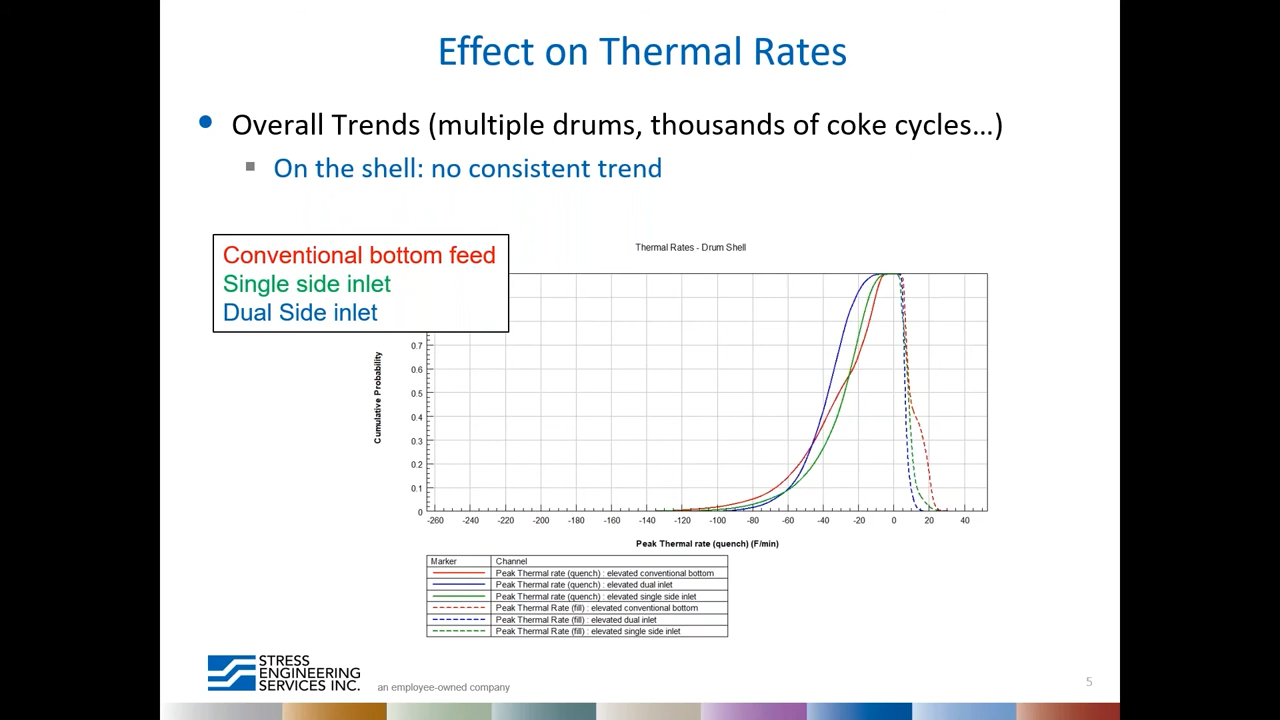 Effect on Thermal Rates
Overall Trends (multiple drums, thousands of coke cycles…)
On the shell: no consistent trend
Conventional bottom feed
Single side inlet
Dual Side inlet
Thermal Rates - Drum Shell
Cumulative Probability
0.7
0.6
0.5
0.4
0.3
0.2
0.1
0
-260 -240 -220 -200 -180 -160 -140 -120 -100 -80 -60 -40 -20 0 20 40
Peak Thermal rate (quench) (F/min)
Marker Channel
Peak Thermal rate (quench) : elevated conventional bottom
Peak Thermal rate (quench) : elevated dual inlet
Peak Thermal rate (quench) : elevated single side inlet
Peak Thermal Rate (fill) : elevated conventional bottom
Peak Thermal Rate (fill) : elevated dual inlet
Peak Thermal Rate (fill) : elevated single side inlet
STRESS
ENGINEERING
SERVICES INC.
an employee-owned company
5